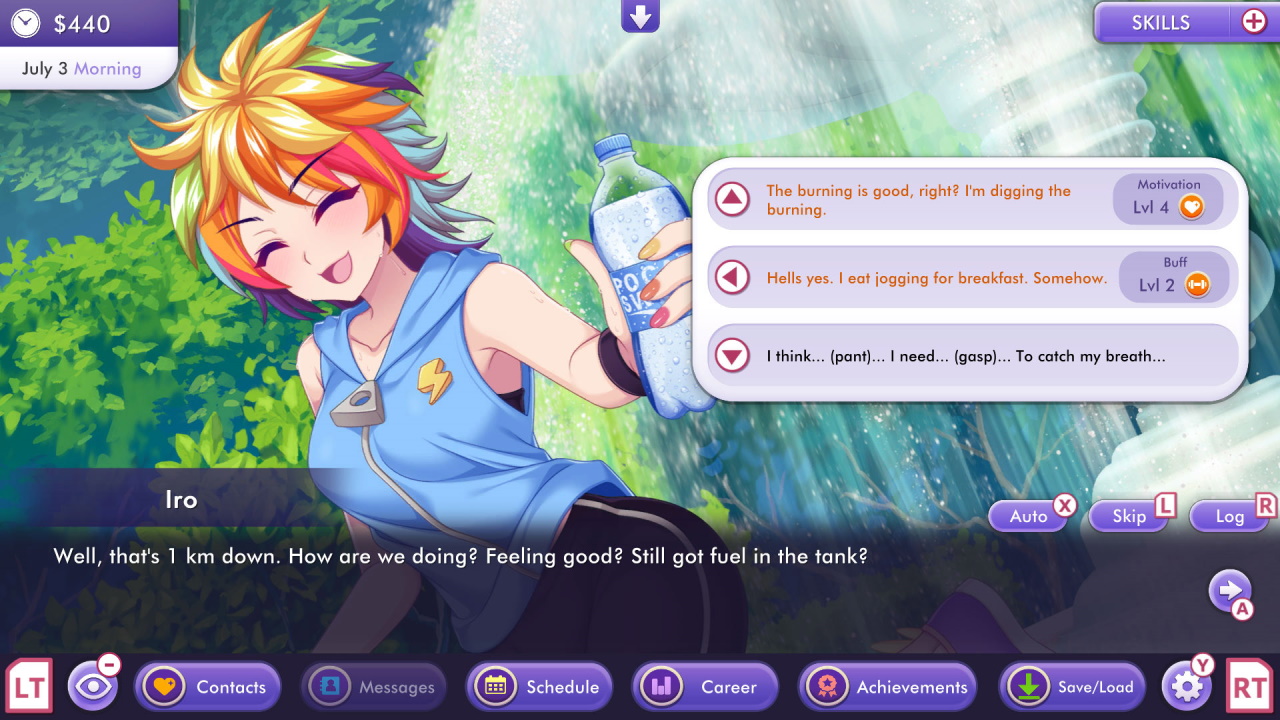 $440
July 3 Morning
SKILLS
The burning is good, right? I'm digging the
burning.
Motivation
Lvl 4
Hells yes. I eat jogging for breakfast. Somehow.
Buff
Lvl 2
I think... (pant)... I need... (gasp)... To catch my breath...
Iro
Auto X
Skip L
Log R
Well, that's 1 km down. How are we doing? Feeling good? Still got fuel in the tank?
A
LT
Contacts
Messages
Schedule
Career
Achievements
Save/Load
Y
RT